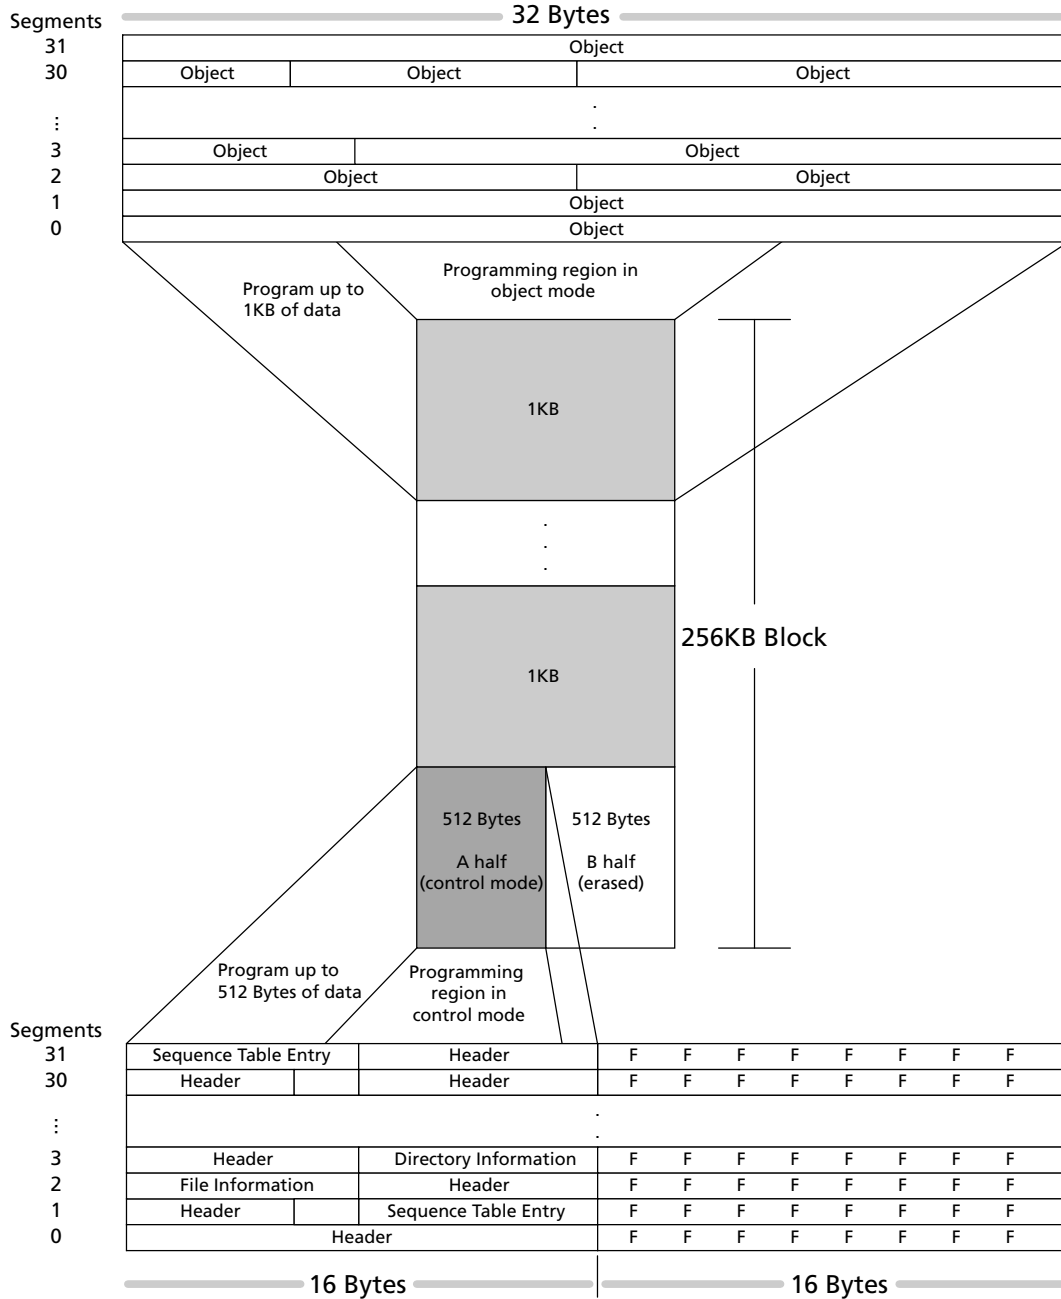 Segments
32 Bytes
31 Object
30 Object Object Object
...
.
.
3 Object Object
2 Object Object
1 Object
0 Object
Program up to
1KB of data
Programming region in
object mode
1KB
.
.
.
256KB Block
1KB
512 Bytes
A half
(control mode)
512 Bytes
B half
(erased)
Program up to
512 Bytes of data
Programming
region in
control mode
Segments
31 Sequence Table Entry Header F F F F F F F F
30 Header Header F F F F F F F F
...
.
.
3 Header Directory Information F F F F F F F F
2 File Information Header F F F F F F F F
1 Header Sequence Table Entry F F F F F F F F
0 Header F F F F F F F F
16 Bytes 16 Bytes